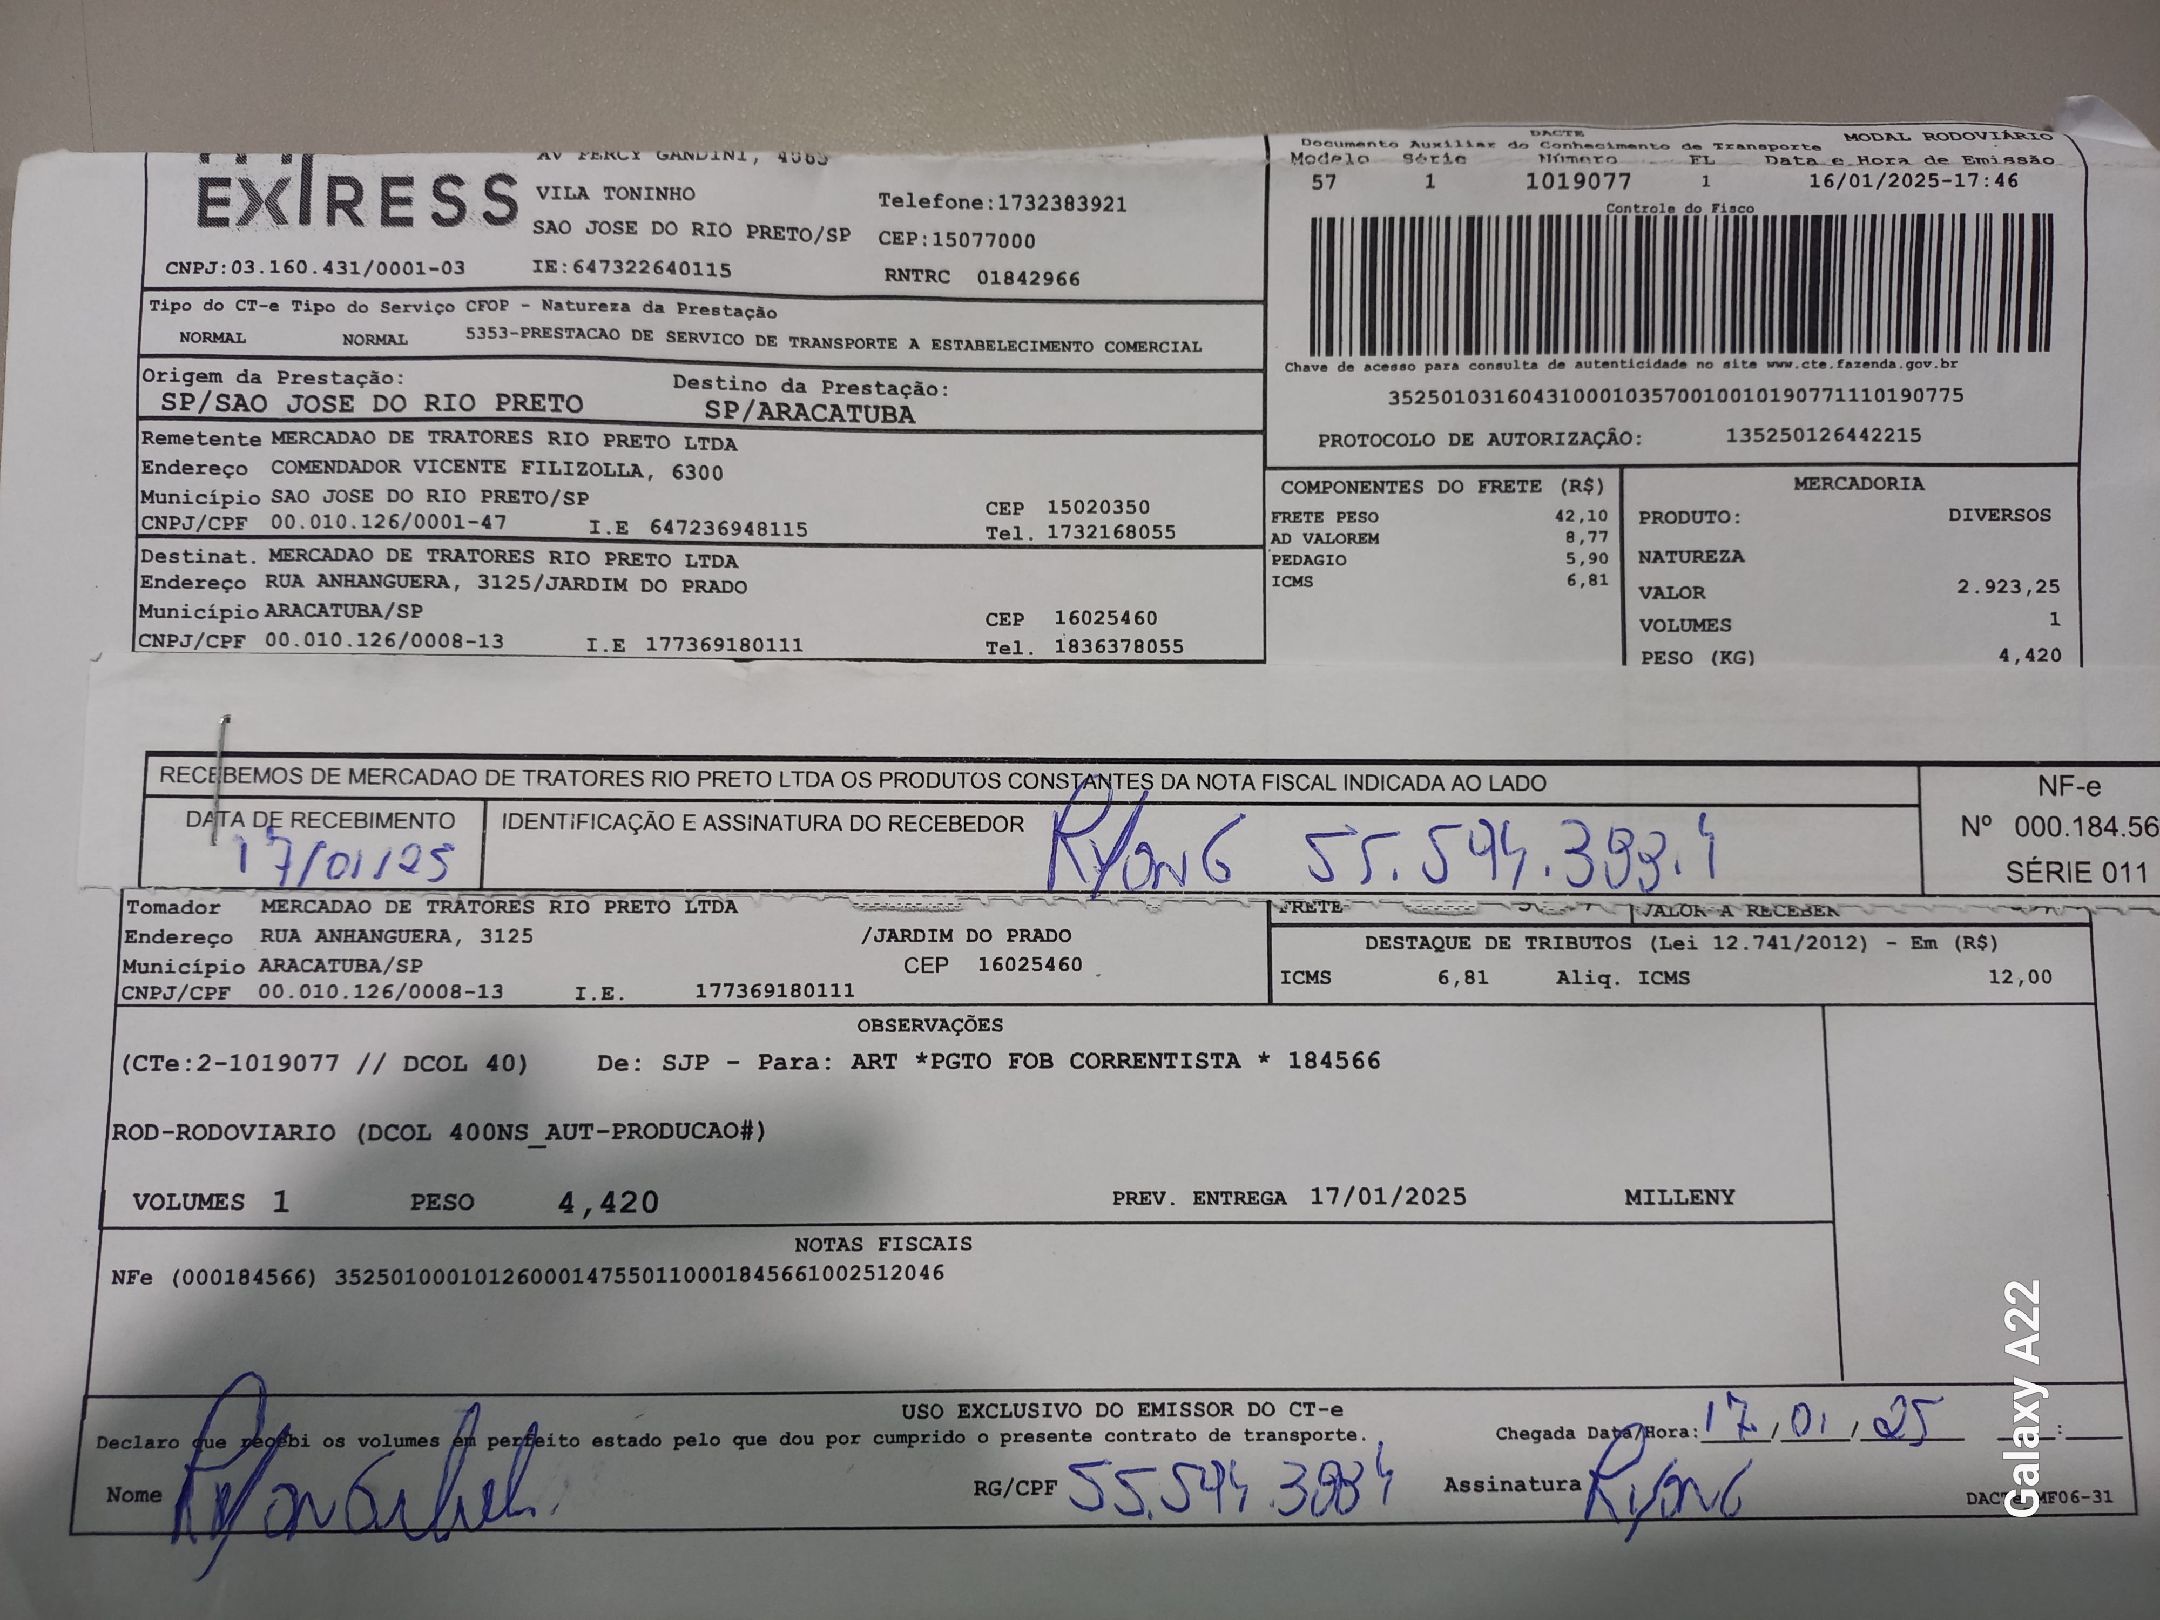 EXPRESS
AV PERCY GANDINI, 4085
VILA TONINHO
Telefone:1732383921
SAO JOSE DO RIO PRETO/SP CEP:15077000
CNPJ:03.160.431/0001-03 IE:647322640115 RNTRC 01842966
DACTE MODAL RODOVIÁRIO
Documento Auxiliar do Conhecimento de Transporte
Modelo Série Número FL Data e Hora de Emissão
57 1 1019077 1 16/01/2025-17:46
Controle do Fisco
Chave de acesso para consulta de autenticidade no site www.cte.fazenda.gov.br
35250103160431000103570010010190771110190775
PROTOCOLO DE AUTORIZAÇÃO: 135250126442215
Tipo do CT-e Tipo do Serviço CFOP - Natureza da Prestação
NORMAL NORMAL 5353-PRESTACAO DE SERVICO DE TRANSPORTE A ESTABELECIMENTO COMERCIAL
Origem da Prestação: Destino da Prestação:
SP/SAO JOSE DO RIO PRETO SP/ARACATUBA
Remetente MERCADAO DE TRATORES RIO PRETO LTDA
Endereço COMENDADOR VICENTE FILIZOLLA, 6300
Município SAO JOSE DO RIO PRETO/SP CEP 15020350
CNPJ/CPF 00.010.126/0001-47 I.E 647236948115 Tel. 1732168055
Destinat. MERCADAO DE TRATORES RIO PRETO LTDA
Endereço RUA ANHANGUERA, 3125/JARDIM DO PRADO
Município ARACATUBA/SP CEP 16025460
CNPJ/CPF 00.010.126/0008-13 I.E 177369180111 Tel. 1836378055
COMPONENTES DO FRETE (R$)
FRETE PESO 42,10
AD VALOREM 8,77
PEDAGIO 5,90
ICMS 6,81
MERCADORIA
PRODUTO: DIVERSOS
NATUREZA
VALOR 2.923,25
VOLUMES 1
PESO (KG) 4,420
RECEBEMOS DE MERCADAO DE TRATORES RIO PRETO LTDA OS PRODUTOS CONSTANTES DA NOTA FISCAL INDICADA AO LADO
DATA DE RECEBIMENTO
17/01/25
IDENTIFICAÇÃO E ASSINATURA DO RECEBEDOR
RYON G 55.594.393.4
NF-e
Nº 000.184.56
SÉRIE 011
Tomador MERCADAO DE TRATORES RIO PRETO LTDA
Endereço RUA ANHANGUERA, 3125 /JARDIM DO PRADO
Município ARACATUBA/SP CEP 16025460
CNPJ/CPF 00.010.126/0008-13 I.E. 177369180111
FRETE VALOR A RECEBER
DESTAQUE DE TRIBUTOS (Lei 12.741/2012) - Em (R$)
ICMS 6,81 Aliq. ICMS 12,00
OBSERVAÇÕES
(CTe:2-1019077 // DCOL 40) De: SJP - Para: ART *PGTO FOB CORRENTISTA * 184566
ROD-RODOVIARIO (DCOL 400NS_AUT-PRODUCAO#)
VOLUMES 1 PESO 4,420 PREV. ENTREGA 17/01/2025 MILLENY
NOTAS FISCAIS
NFe (000184566) 35250100010126000147550110001845661002512046
USO EXCLUSIVO DO EMISSOR DO CT-e
Declaro que recebi os volumes em perfeito estado pelo que dou por cumprido o presente contrato de transporte.
Chegada Data/Hora: 17/01/25 :
Nome RG/CPF Assinatura RYON G
DACTe MF06-31
Galaxy A22